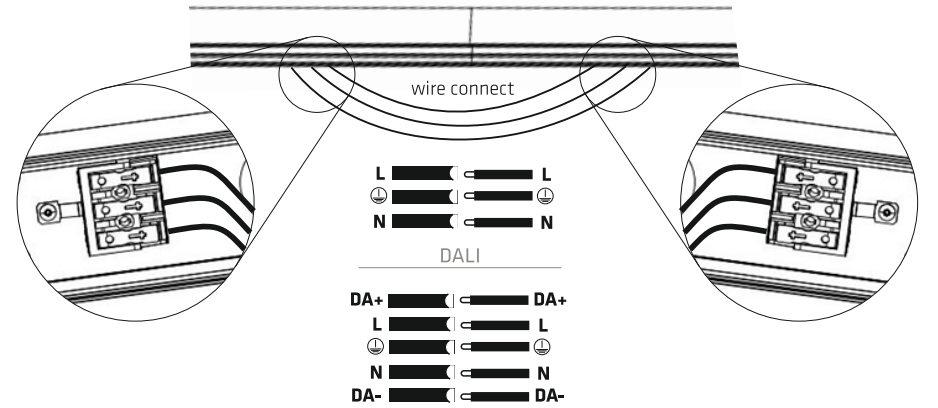 wire connect
L L
⏚ ⏚
N N
DALI
DA+ DA+
L L
⏚ ⏚
N N
DA- DA-